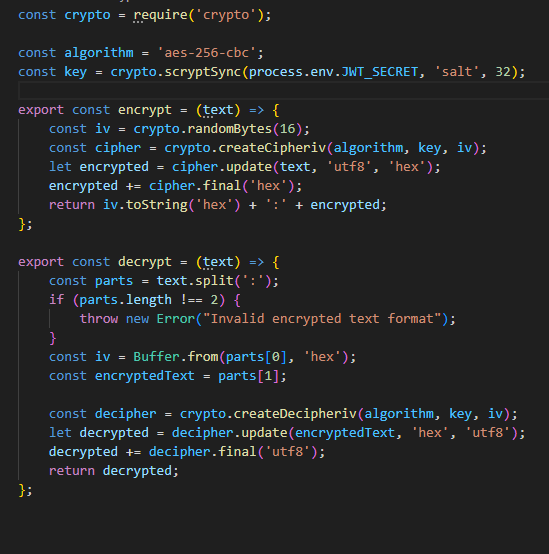 const crypto = require('crypto');
const algorithm = 'aes-256-cbc';
const key = crypto.scryptSync(process.env.JWT_SECRET, 'salt', 32);
export const encrypt = (text) => {
    const iv = crypto.randomBytes(16);
    const cipher = crypto.createCipheriv(algorithm, key, iv);
    let encrypted = cipher.update(text, 'utf8', 'hex');
    encrypted += cipher.final('hex');
    return iv.toString('hex') + ':' + encrypted;
};
export const decrypt = (text) => {
    const parts = text.split(':');
    if (parts.length !== 2) {
        throw new Error("Invalid encrypted text format");
    }
    const iv = Buffer.from(parts[0], 'hex');
    const encryptedText = parts[1];
    const decipher = crypto.createDecipheriv(algorithm, key, iv);
    let decrypted = decipher.update(encryptedText, 'hex', 'utf8');
    decrypted += decipher.final('utf8');
    return decrypted;
};